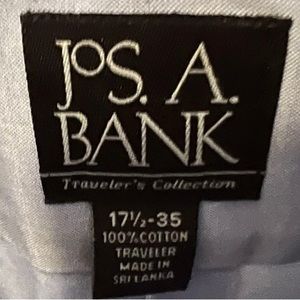 JOS. A.
BANK
Traveler's Collection
17½-35
100%COTTON
TRAVELER
MADE IN
SRI LANKA